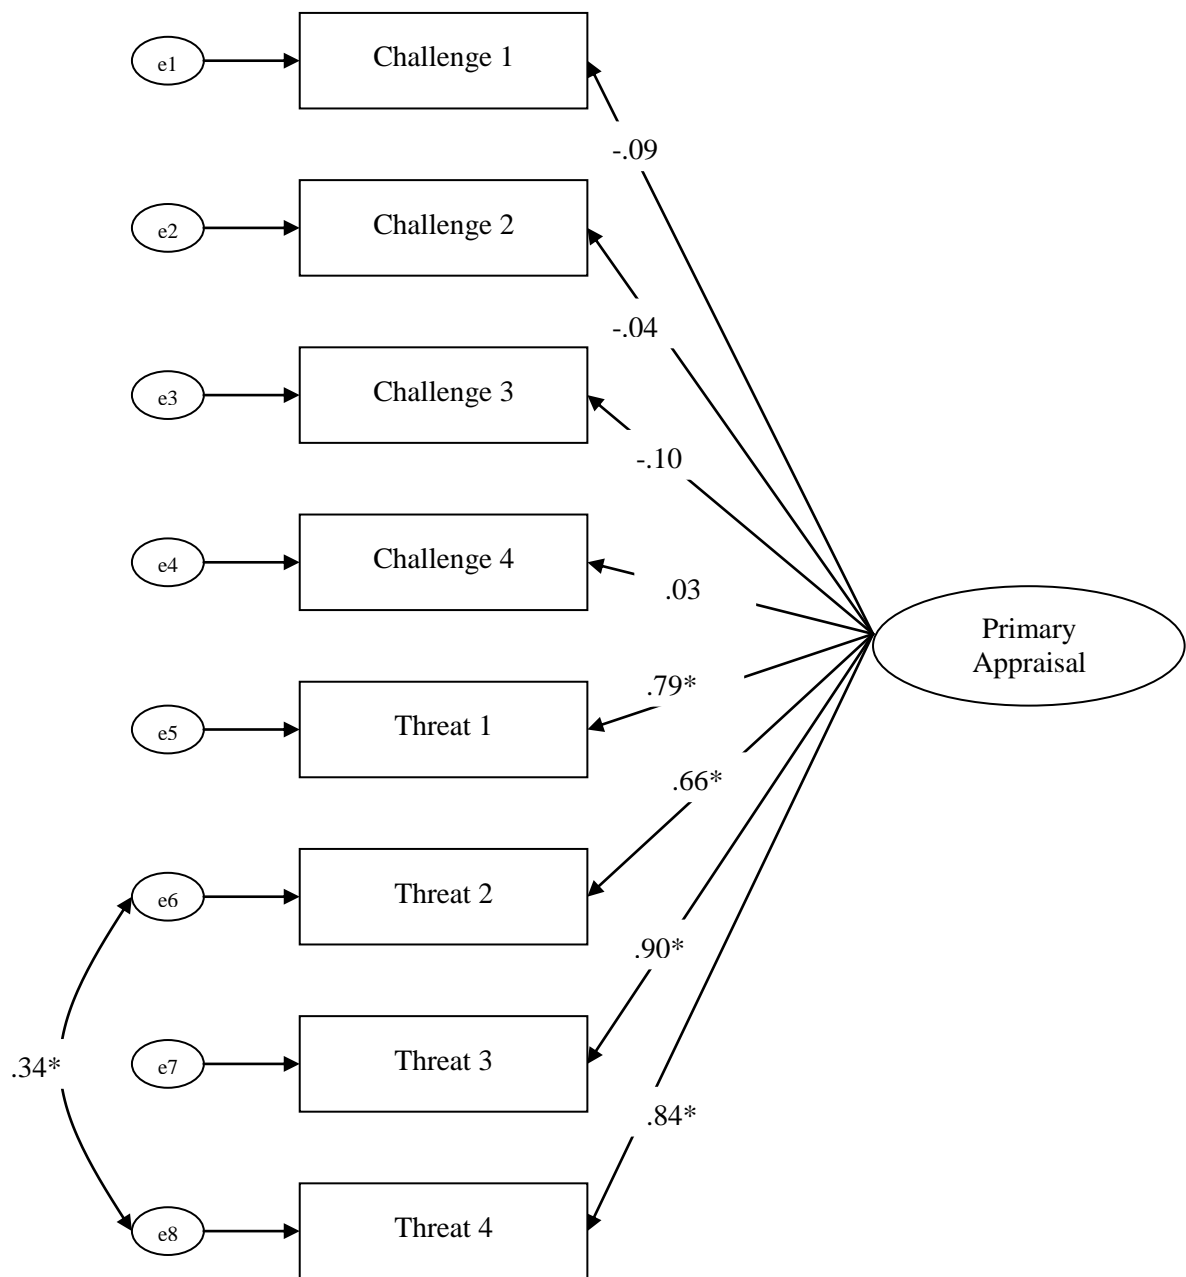 e1
Challenge 1
-.09
e2
Challenge 2
-.04
e3
Challenge 3
-.10
e4
Challenge 4
.03
Primary
Appraisal
e5
Threat 1
.79*
e6
Threat 2
.66*
e7
Threat 3
.90*
.34*
e8
Threat 4
.84*